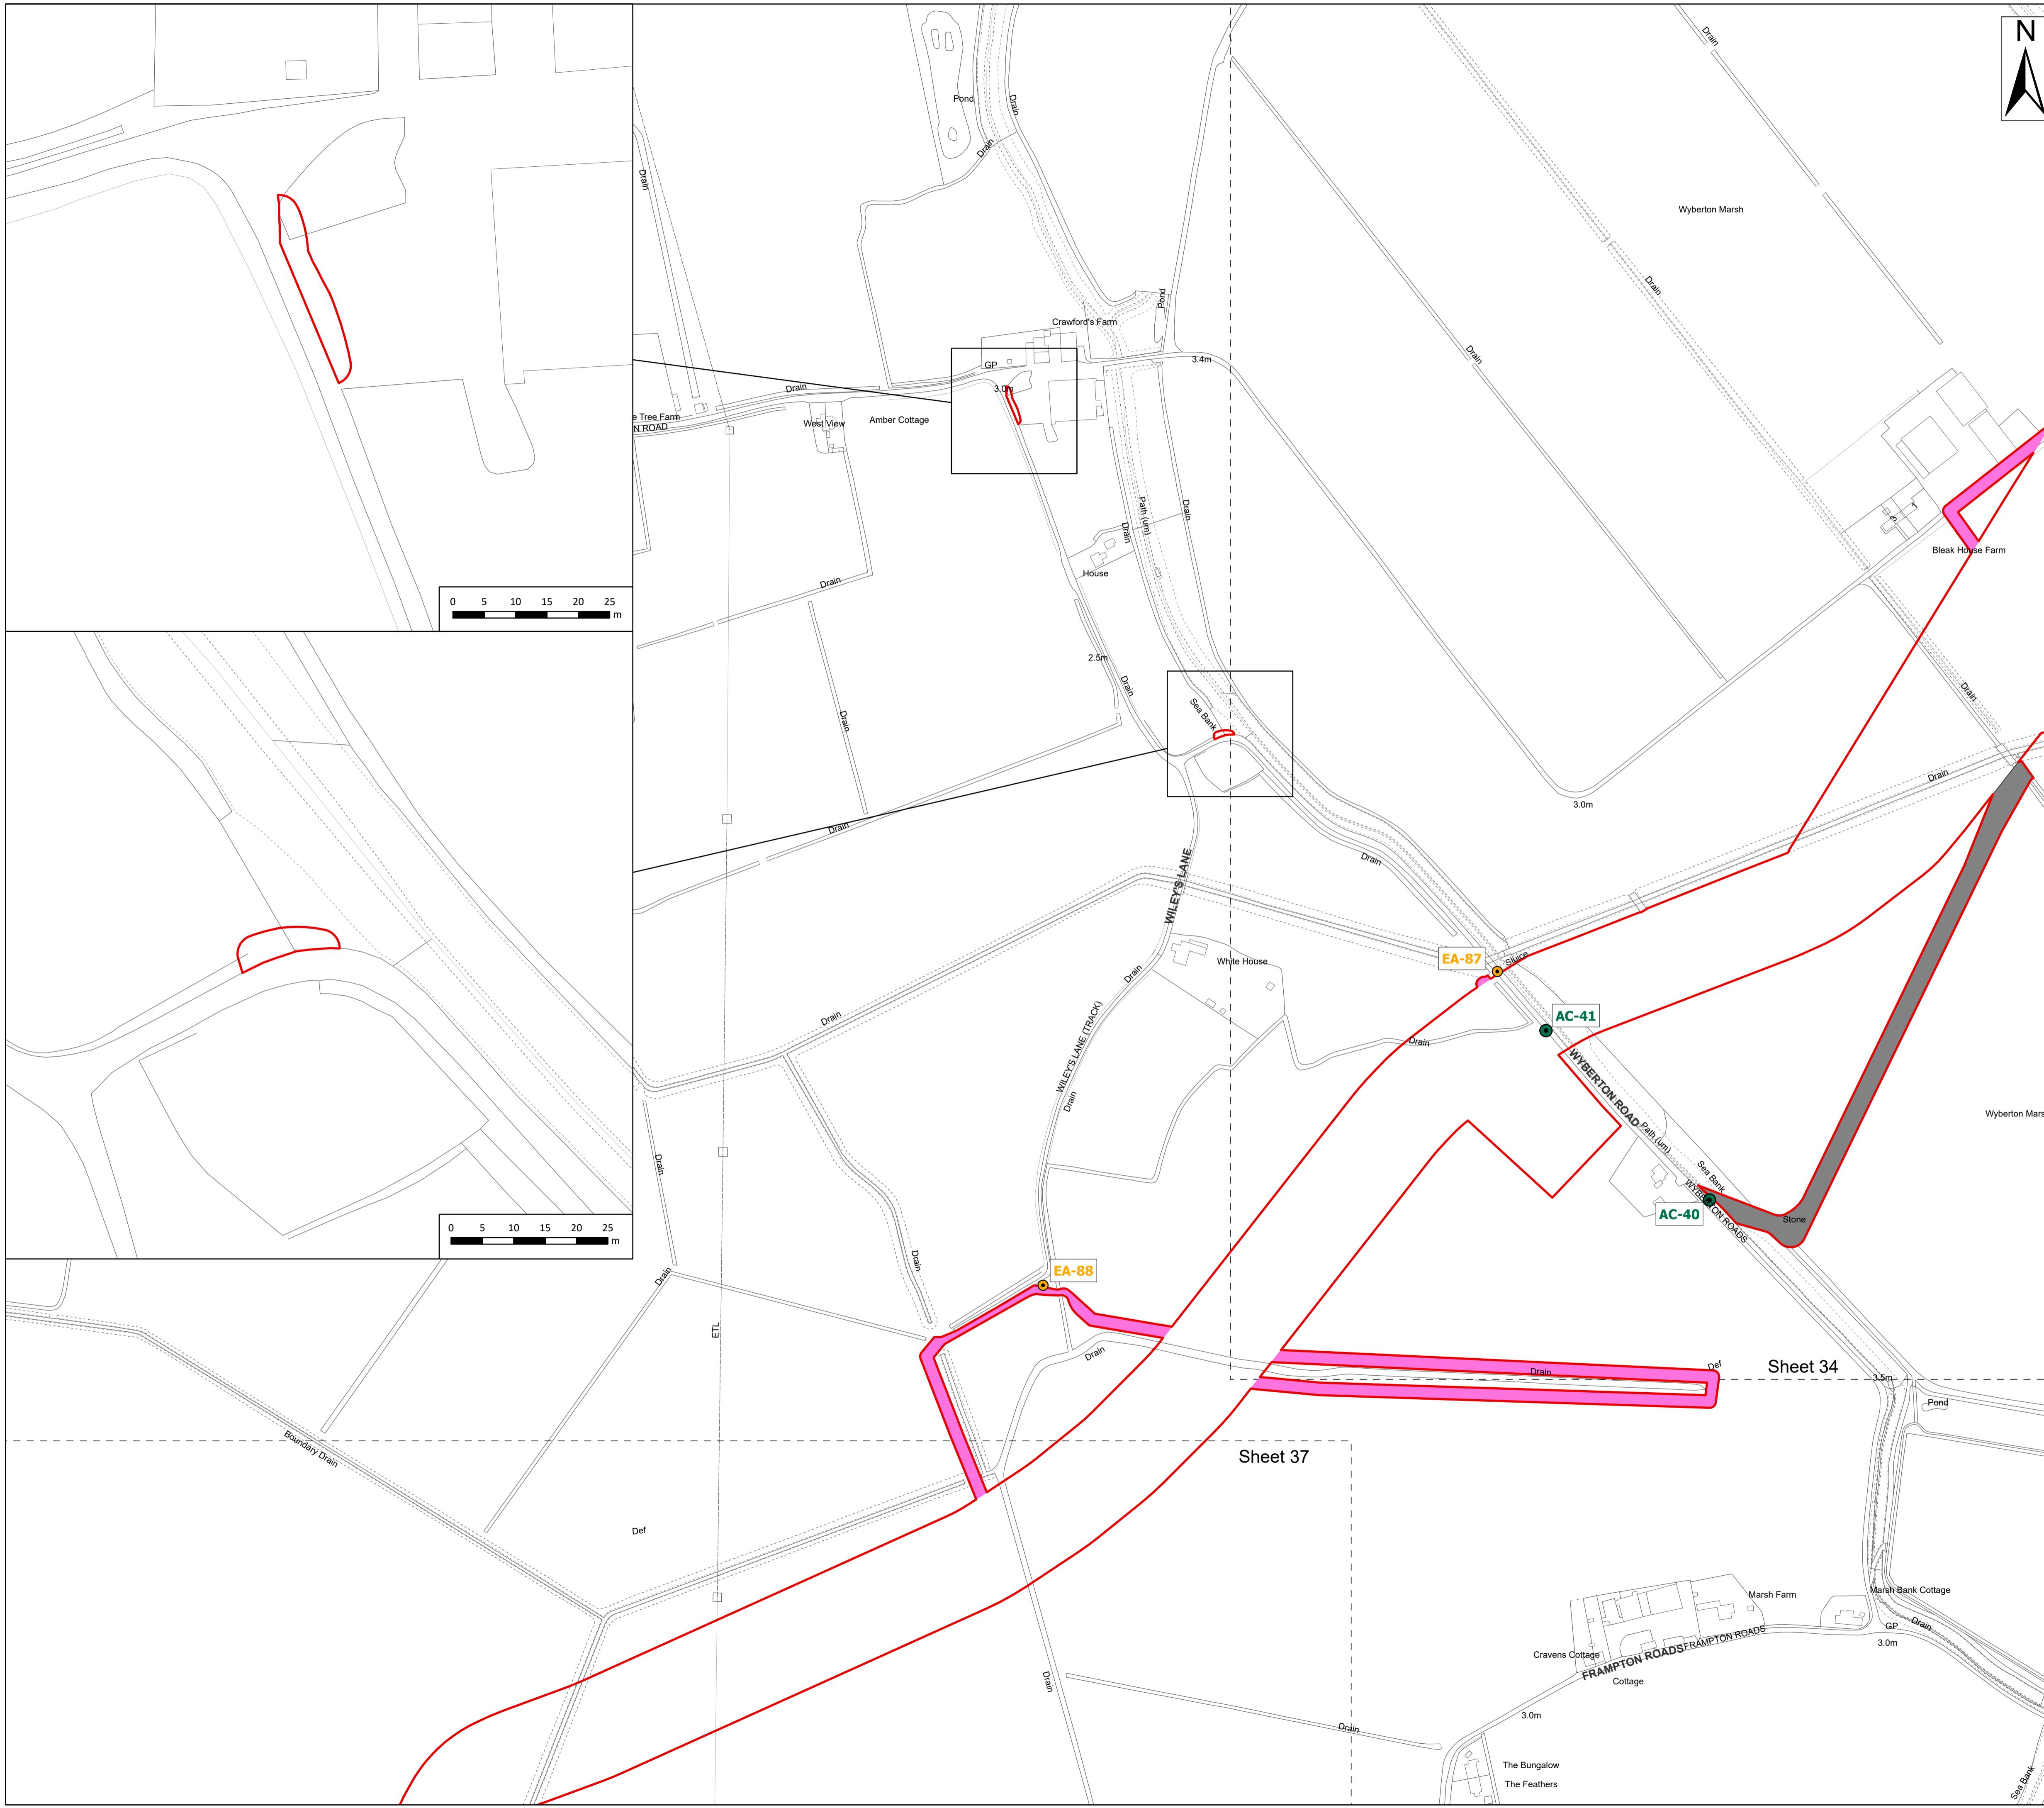 N
Drain
Pond
Drain
Drain
Drain
Wyberton Marsh
Drain
Pond
Crawford's Farm
Drain
3.4m
GP
3.0m
Drain
e Tree Farm
N ROAD
West View
Amber Cottage
Path (um)
Drain
Drain
3
1
Bleak House Farm
House
Drain
0 5 10 15 20 25
m
2.5m
Drain
Sea Bank
Drain
Drain
Drain
3.0m
Drain
Drain
WILEY'S LANE
EA-87
Sluice
White House
Drain
WILEY'S LANE (TRACK)
Drain
Drain
AC-41
Drain
WYBERTON ROAD
Path (um)
Wyberton Mars
Drain
Sea Bank
AC-40
WYBERTON ROADS
Stone
0 5 10 15 20 25
m
Drain
Drain
EA-88
ETL
Drain
Drain
Def
Sheet 34
3.5m
Pond
Boundary Drain
Sheet 37
Def
Marsh Farm
Marsh Bank Cottage
Drain
GP
3.0m
FRAMPTON ROADS
FRAMPTON ROADS
Cravens Cottage
Cottage
Drain
3.0m
Drain
The Bungalow
The Feathers
Sea Bank